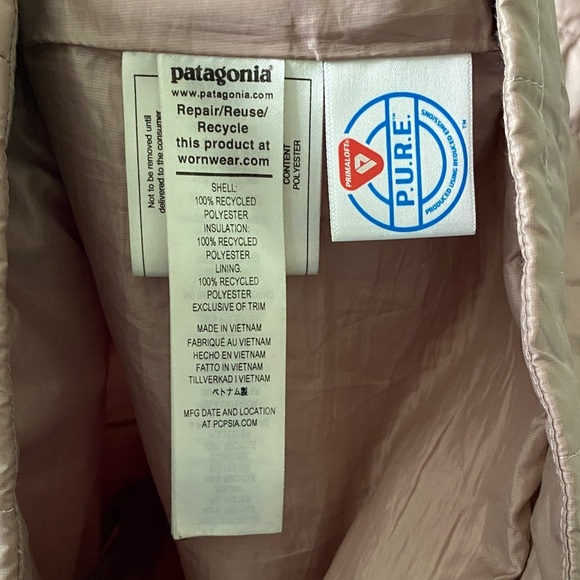 patagonia®
www.patagonia.com
Repair/Reuse/
Recycle
this product at
wornwear.com
SHELL:
100% RECYCLED
POLYESTER
INSULATION:
100% RECYCLED
POLYESTER
LINING:
100% RECYCLED
POLYESTER
EXCLUSIVE OF TRIM
MADE IN VIETNAM
FABRIQUÉ AU VIETNAM
HECHO EN VIETNAM
FATTO IN VIETNAM
TILLVERKAD I VIETNAM
ベトナム製
MFG DATE AND LOCATION
AT PCPSIA.COM
Not to be removed until
delivered to the consumer
CONTENT
POLYESTER
PRIMALOFT®
P.U.R.E.™
PRODUCED USING REDUCED EMISSIONS
™